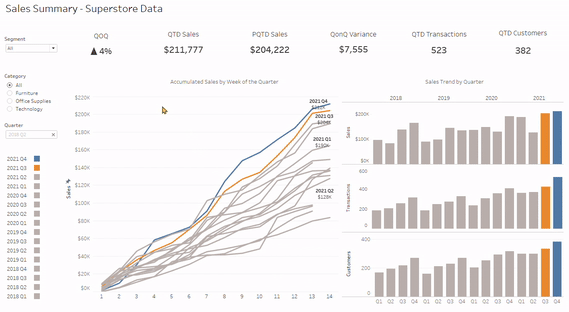 Sales Summary - Superstore Data
Segment
All
QOQ
▲ 4%
QTD Sales
$211,777
PQTD Sales
$204,222
QonQ Variance
$7,555
QTD Transactions
523
QTD Customers
382
Category
All
Furniture
Office Supplies
Technology
Quarter
2021 Q4
2021 Q3
2021 Q2
2021 Q1
2020 Q4
2020 Q3
2020 Q2
2020 Q1
2019 Q4
2019 Q3
2019 Q2
2019 Q1
2018 Q4
2018 Q3
2018 Q2
2018 Q1
Accumulated Sales by Week of the Quarter
Sales
$220K
$200K
$180K
$160K
$140K
$120K
$100K
$80K
$60K
$40K
$20K
$0K
1 2 3 4 5 6 7 8 9 10 11 12 13 14
2021 Q4
2021 Q3
2021 Q1
2021 Q2
Sales Trend by Quarter
2018 2019 2020 2021
Sales
$200K
$100K
$0K
Transactions
600
400
200
0
Customers
400
200
0
Q1 Q2 Q3 Q4 Q1 Q2 Q3 Q4 Q1 Q2 Q3 Q4 Q1 Q2 Q3 Q4